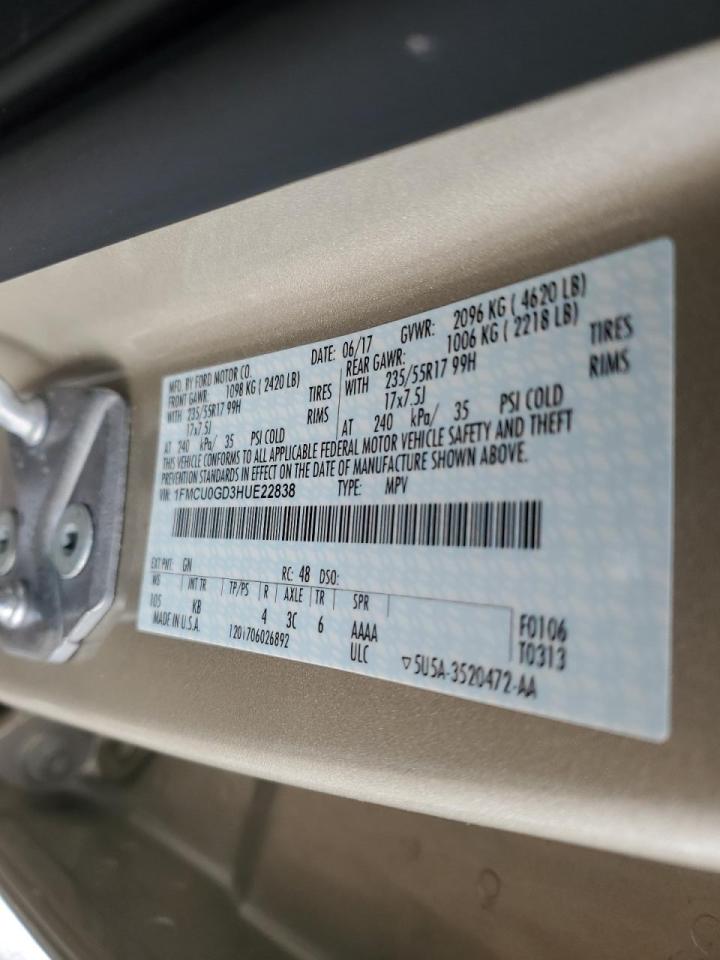 MFD. BY FORD MOTOR CO.
DATE: 06/17 GVWR: 2096 KG ( 4620 LB)
FRONT GAWR: 1098 KG ( 2420 LB) REAR GAWR: 1006 KG ( 2218 LB)
WITH 235/55R17 99H TIRES WITH 235/55R17 99H TIRES
17x7.5J RIMS 17x7.5J RIMS
AT 240 kPa/ 35 PSI COLD AT 240 kPa/ 35 PSI COLD
THIS VEHICLE CONFORMS TO ALL APPLICABLE FEDERAL MOTOR VEHICLE SAFETY AND THEFT
PREVENTION STANDARDS IN EFFECT ON THE DATE OF MANUFACTURE SHOWN ABOVE.
VIN: 1FMCU0GD3HUE22838 TYPE: MPV
EXT PNT: GN RC: 48 DSO:
WB INT TR TP/PS R AXLE TR SPR
105 KB 4 3C 6 AAAA F0106
MADE IN U.S.A. 1201706026892 ULC T0313
▽5U5A-3520472-AA